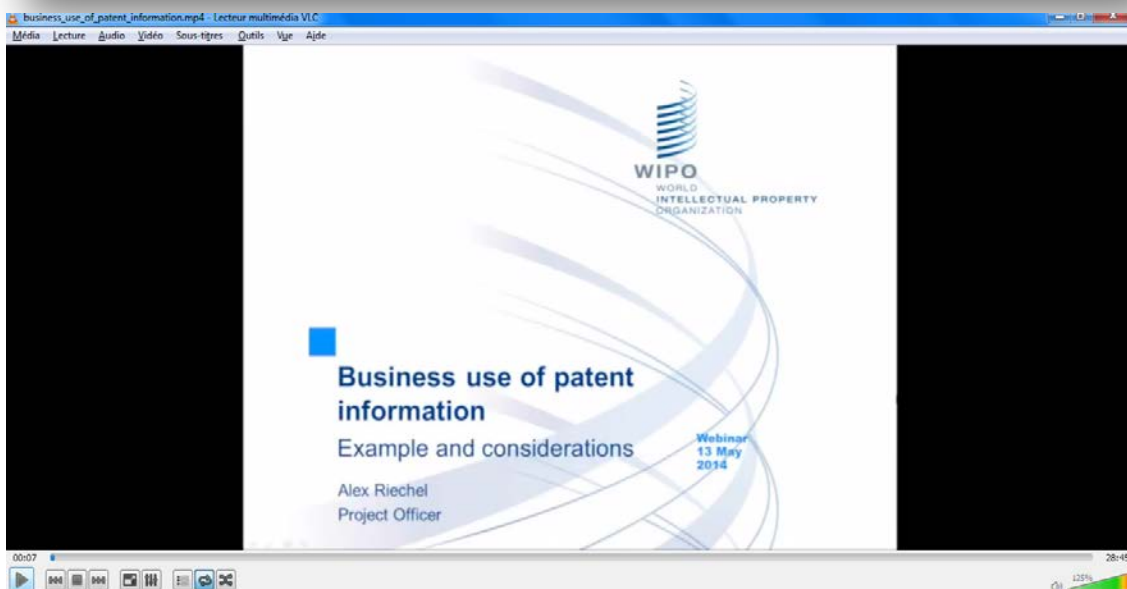 business_use_of_patent_information.mp4 - Lecteur multimédia VLC
Média Lecture Audio Vidéo Sous-titres Outils Vue Aide
WIPO
WORLD
INTELLECTUAL PROPERTY
ORGANIZATION
Business use of patent
information
Example and considerations
Webinar
13 May
2014
Alex Riechel
Project Officer
00:07
28:45
125%